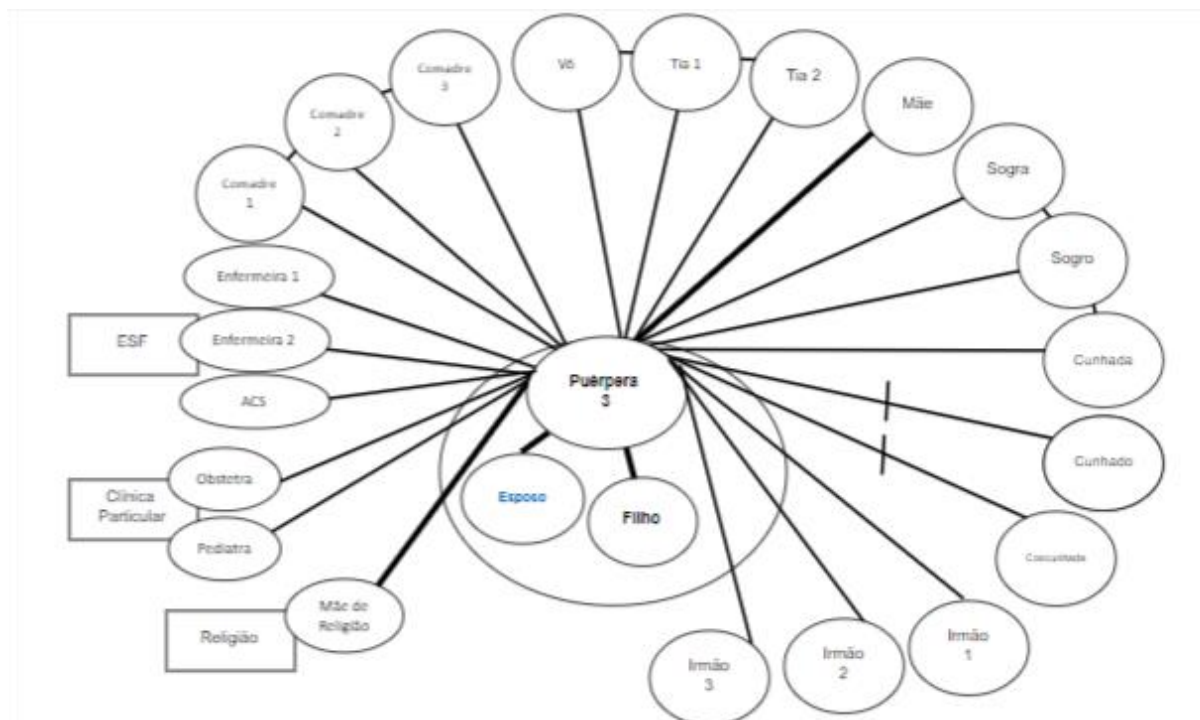 Comadre
3
Vó
Tia 1
Tia 2
Mãe
Comadre
2
Comadre
1
Sogra
Sogro
Enfermeira 1
ESF
Enfermeira 2
ACS
Cunhada
Puérpera
3
Cunhado
Obstetra
Clínica
Particular
Pediatra
Esposo
Filho
Concunhada
Mãe de
Religião
Religião
Irmão
1
Irmão
2
Irmão
3